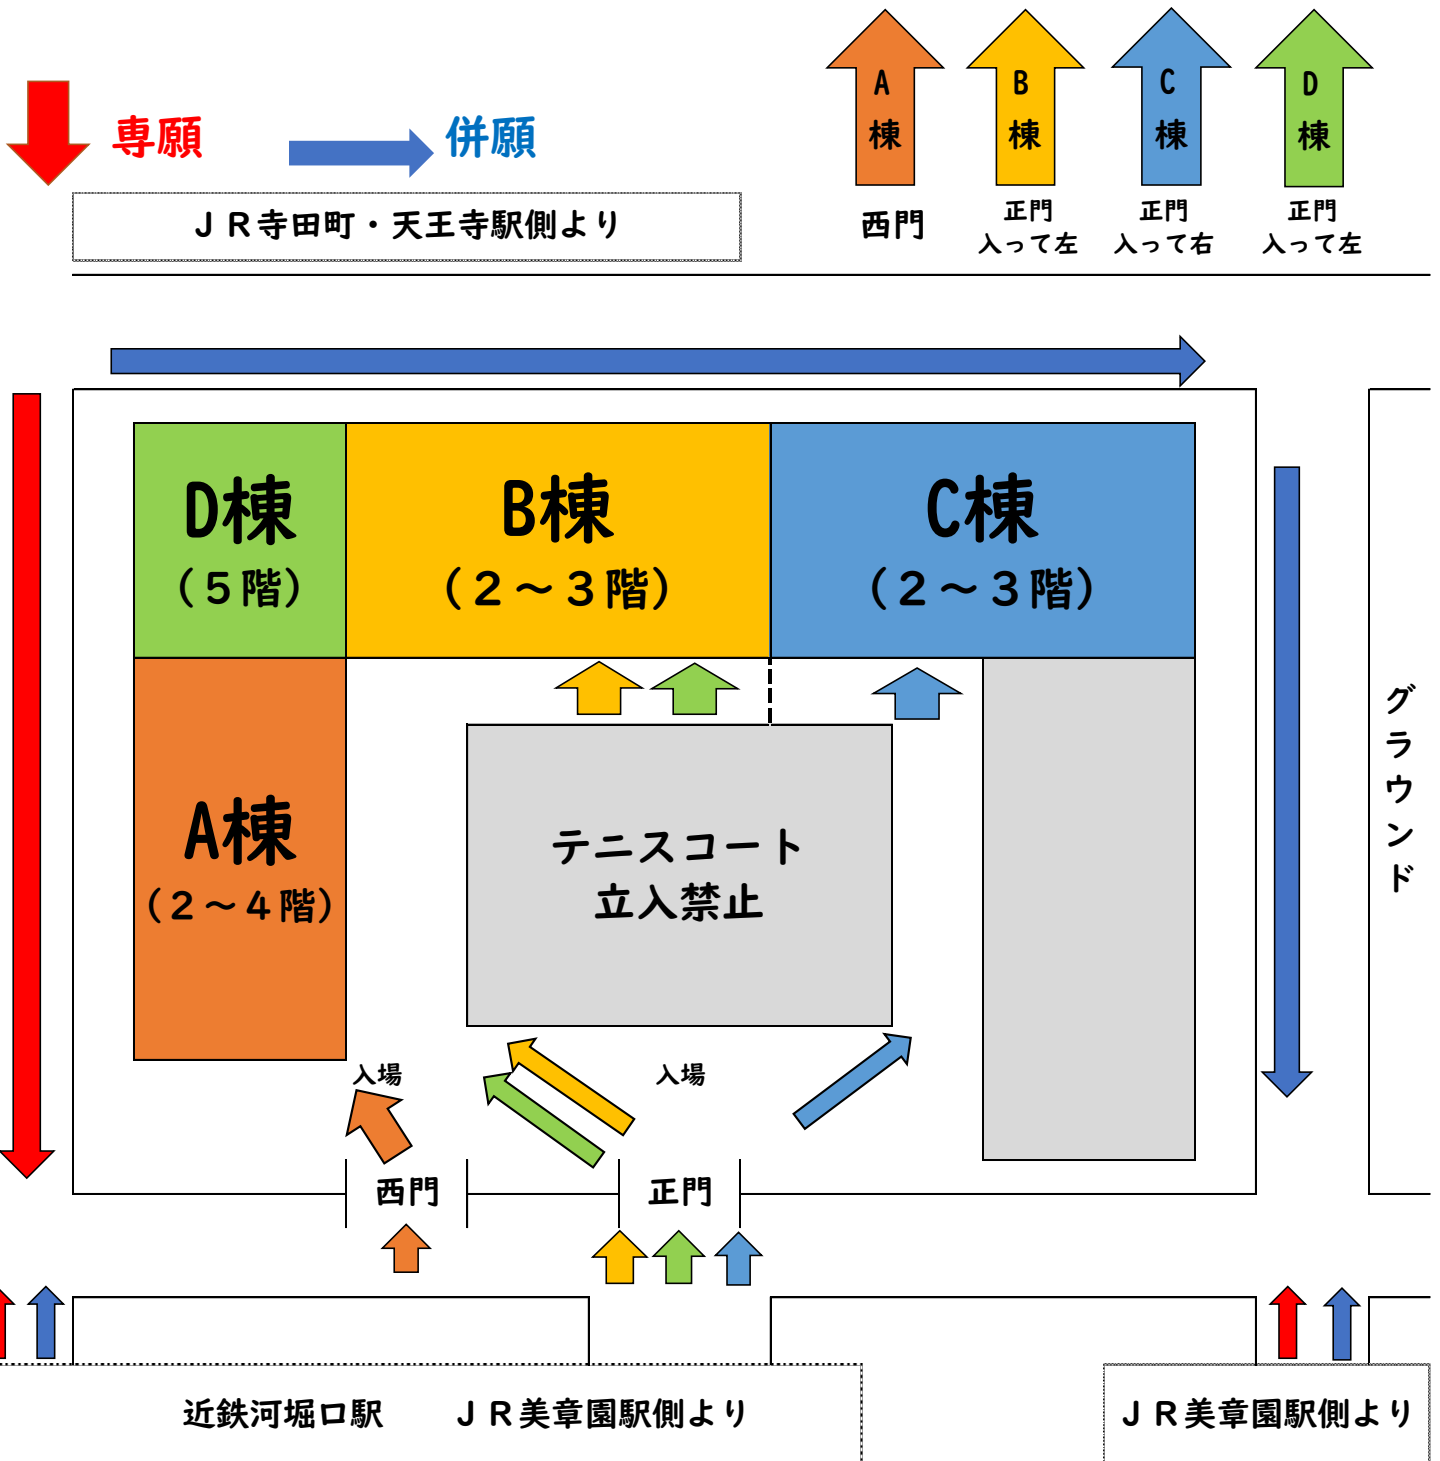 専願
併願
ＪＲ寺田町・天王寺駅側より
A
棟
西門
B
棟
正門
入って左
C
棟
正門
入って右
D
棟
正門
入って左
D棟
（５階）
B棟
（２～３階）
C棟
（２～３階）
A棟
（２～４階）
テニスコート
立入禁止
グラウンド
入場
入場
西門
正門
近鉄河堀口駅　　ＪＲ美章園駅側より
ＪＲ美章園駅側より